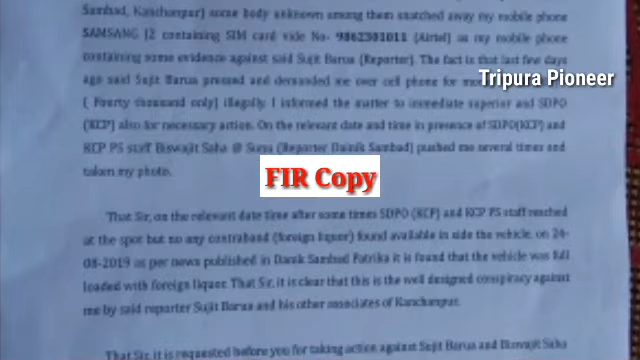 Sambad, Kanchanpur) some body unknown among them snatched away my mobile phone
SAMSANG J2 containing SIM card vide No- 9862301011 (Airtel) as my mobile phone
containing some evidence against said Sujit Barua (Reporter). The fact is that last few days
ago said Sujit Barua pressed and demanded me over cell phone for
Tripura Pioneer
( Fourty thousand only) illegally. I informed the matter to immediate superior and SDPO
(KCP) also for necessary action. On the relevant date and time in presence of SDPO(KCP) and
KCP PS staff Biswajit Saha @ Supu (Reporter Dainik Sambad) pushed me several times and
taken my photo.
FIR Copy
That Sir, on the relevant date time after some times SDPO (KCP) and KCP PS staff reached
at the spot but no any contraband (foreign liquor) found available in side the vehicle, on 24-
08-2019 as per news published in Danik Sambad Patrika it is found that the vehicle was full
loaded with foreign liquor. That Sir, it is clear that this is the well designed conspiracy against
me by said reporter Sujit Barua and his other associates of Kanchanpur.
That Sir it is requested before you for taking action against Sujit Barua and Biswajit Saha